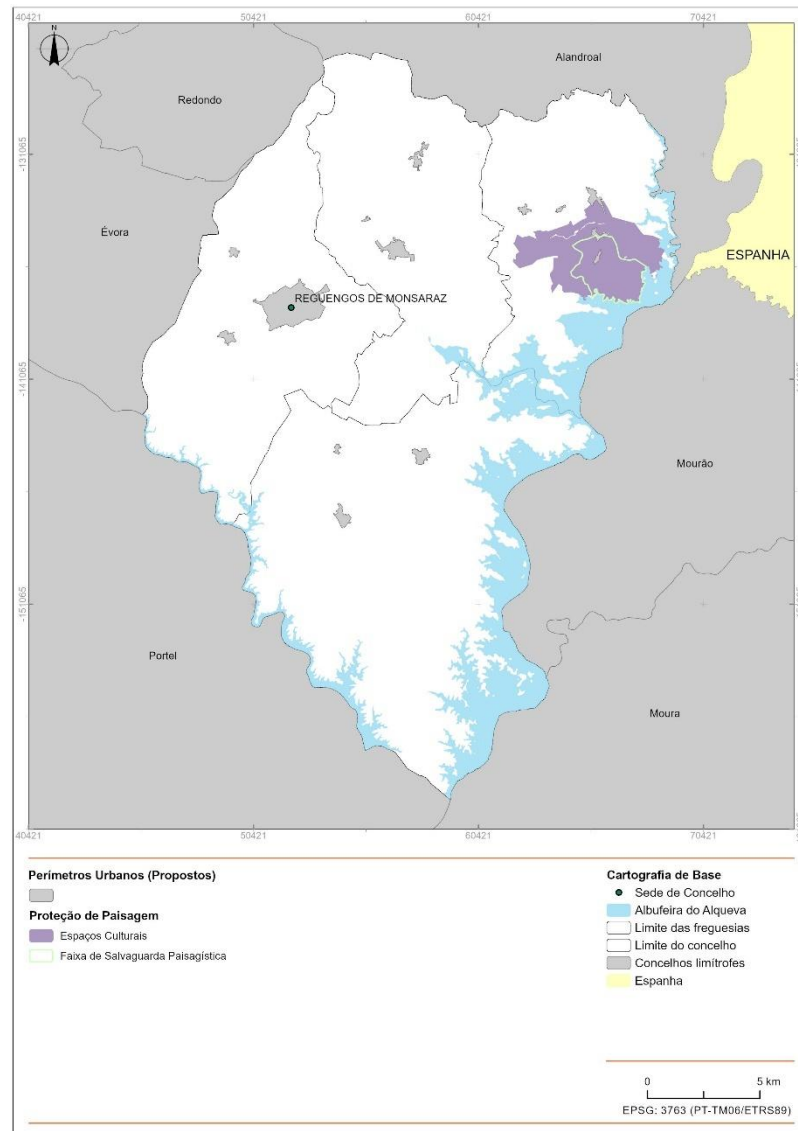 40421
50421
60421
70421
N
Alandroal
Redondo
-131065
Évora
ESPANHA
REGUENGOS DE MONSARAZ
-141065
-141065
Mourão
-151065
Portel
Moura
40421
50421
60421
70421
Perímetros Urbanos (Propostos)
Proteção de Paisagem
Espaços Culturais
Faixa de Salvaguarda Paisagística
Cartografia de Base
Sede de Concelho
Albufeira do Alqueva
Limite das freguesias
Limite do concelho
Concelhos limítrofes
Espanha
0 5 km
EPSG: 3763 (PT-TM06/ETRS89)